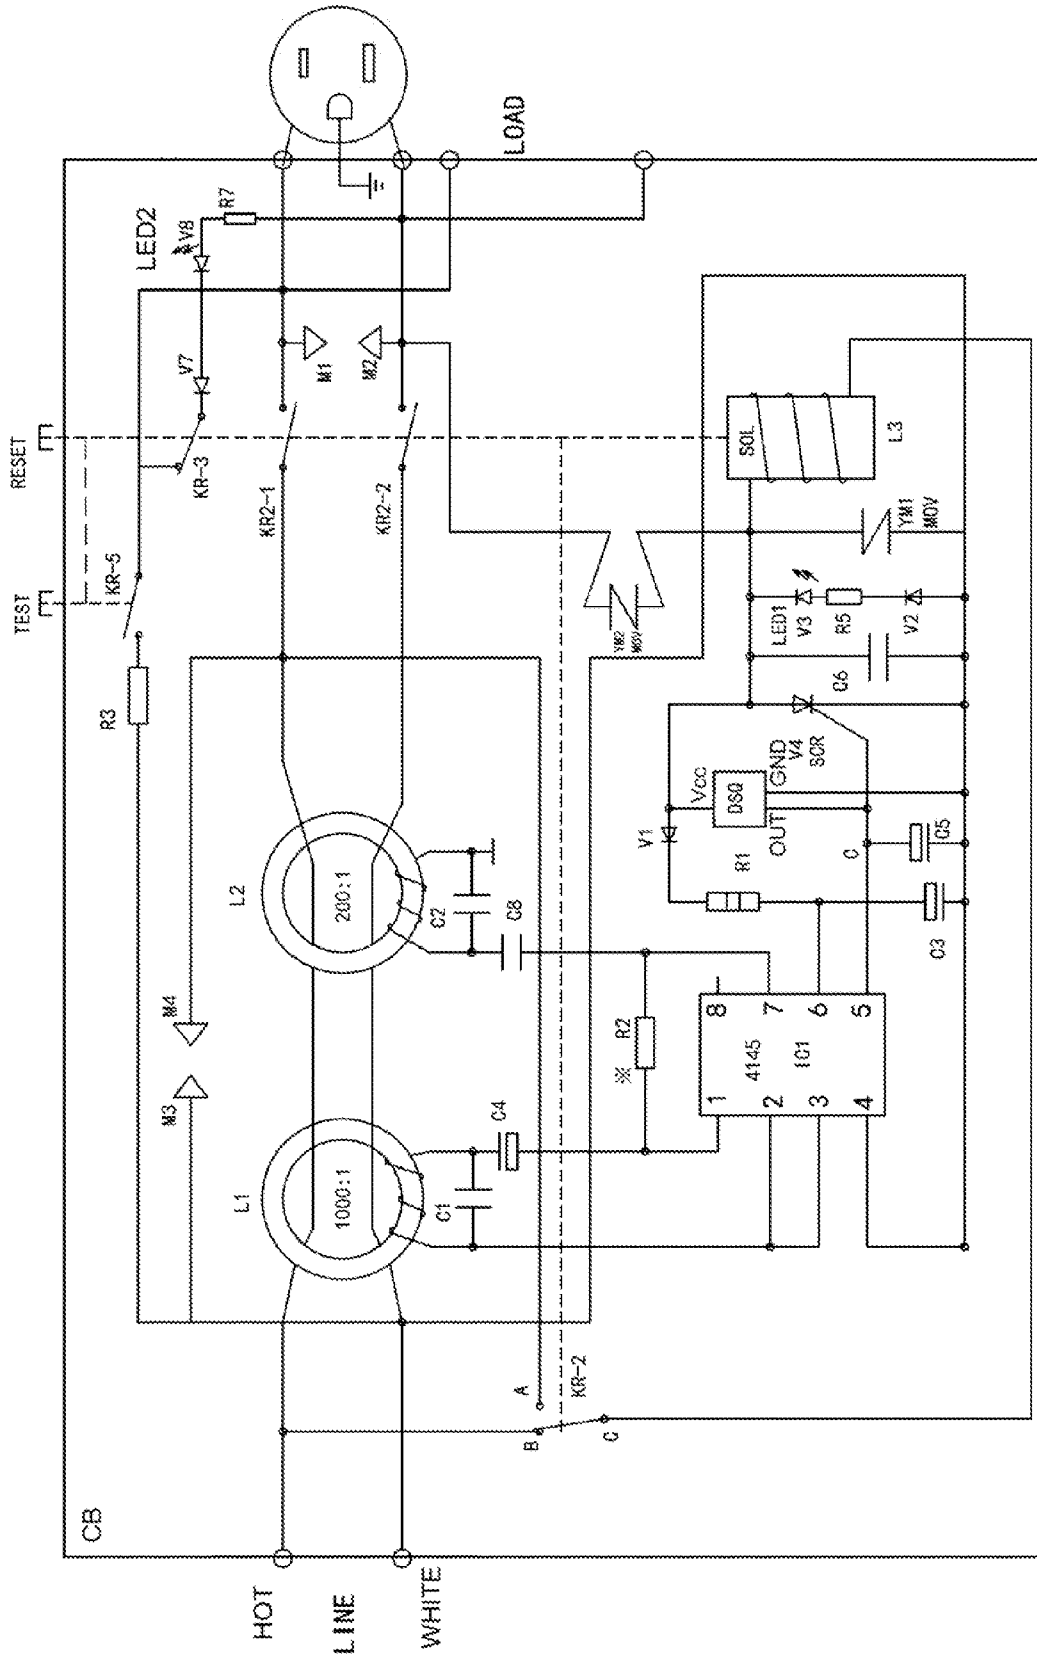 RESET
TEST
LED2
V8
R7
LOAD
V7
KR-3
KR-5
KR2-1
KR2-2
M1
M2
SOL
L3
YM1
MOV
YM2
MOV
LED1
V3
R5
V2
C6
R3
Vcc
GND
V4
SCR
DSQ
OUT
V1
R1
C
C5
C3
L2
200:1
C2
C8
M4
M3
R2
※
8
7
6
5
4145
IC1
1
2
3
4
L1
1000:1
C4
C1
A
KR-2
B
C
CB
HOT
LINE
WHITE